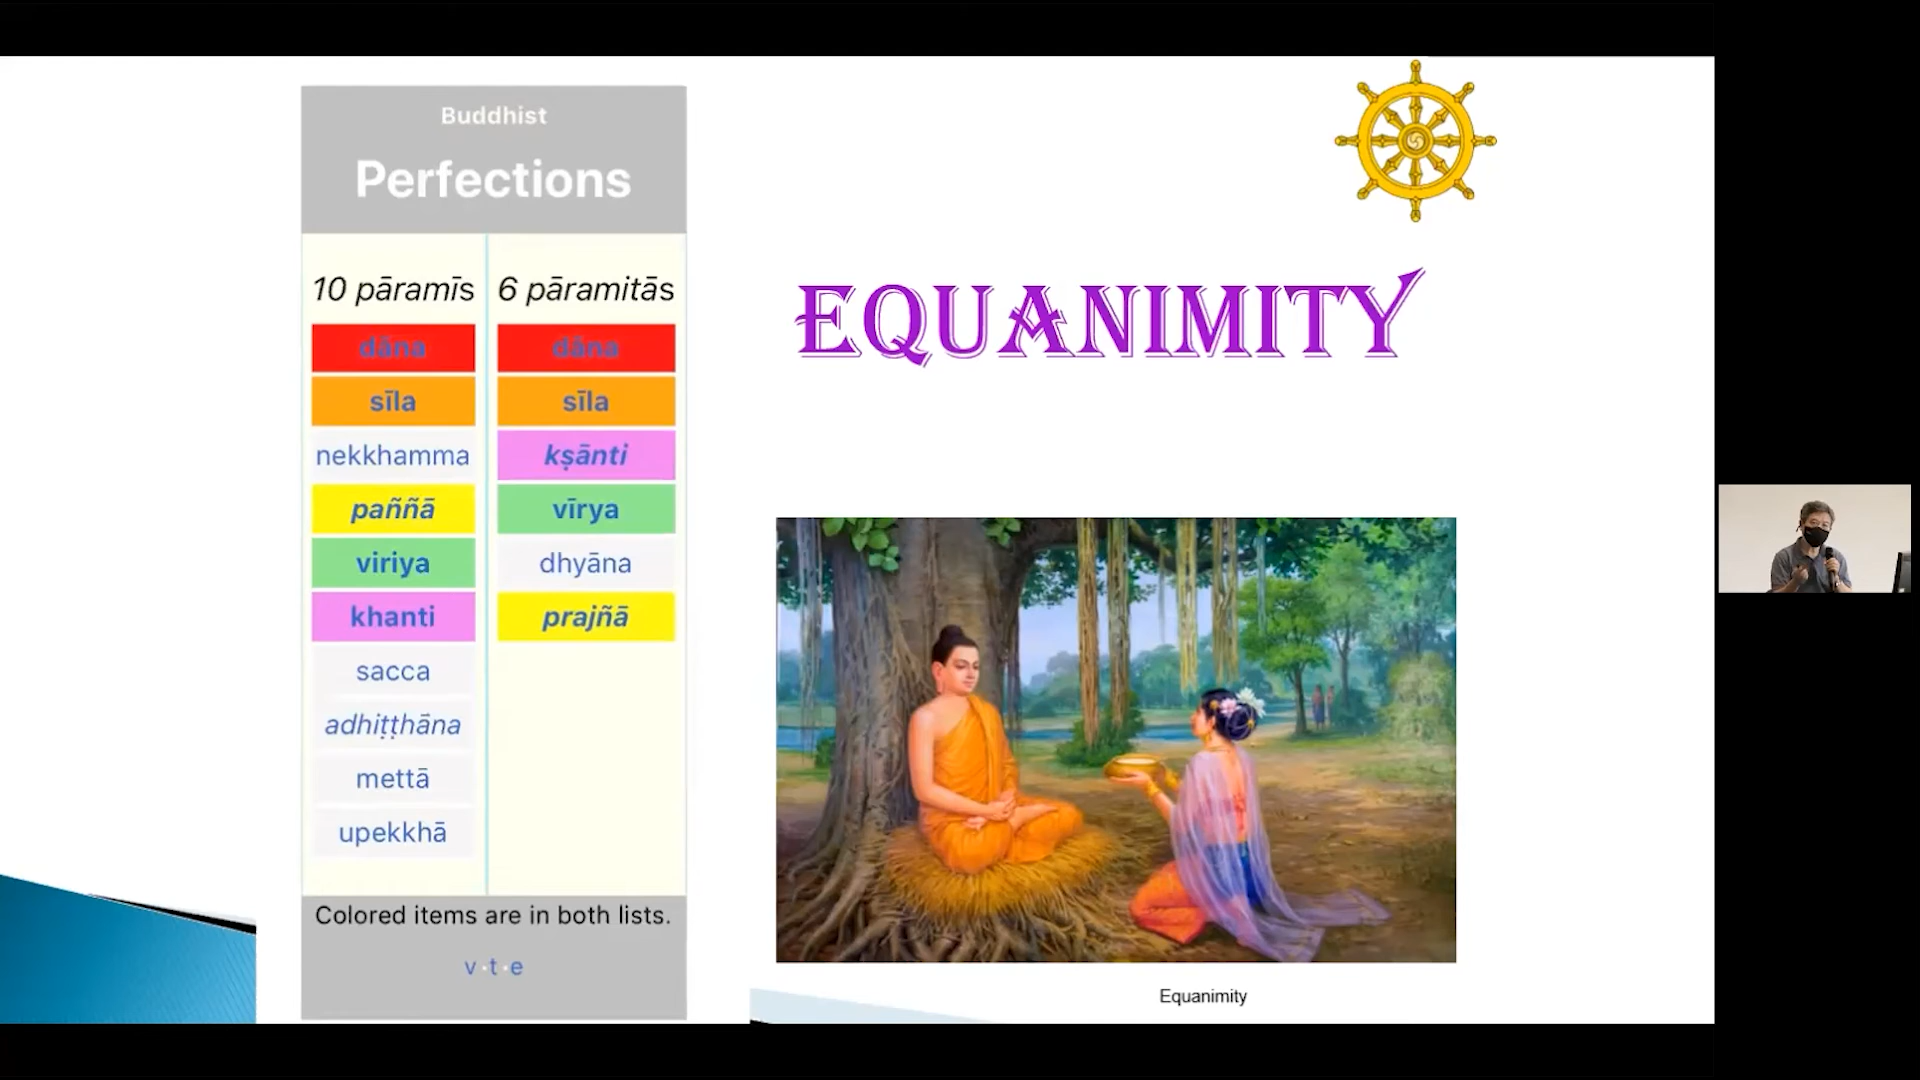 Buddhist
Perfections
10 pāramīs
6 pāramitās
dāna
dāna
sīla
sīla
nekkhamma
kṣānti
paññā
vīrya
viriya
dhyāna
khanti
prajñā
sacca
adhiṭṭhāna
mettā
upekkhā
Colored items are in both lists.
v·t·e
EQUANIMITY
Equanimity